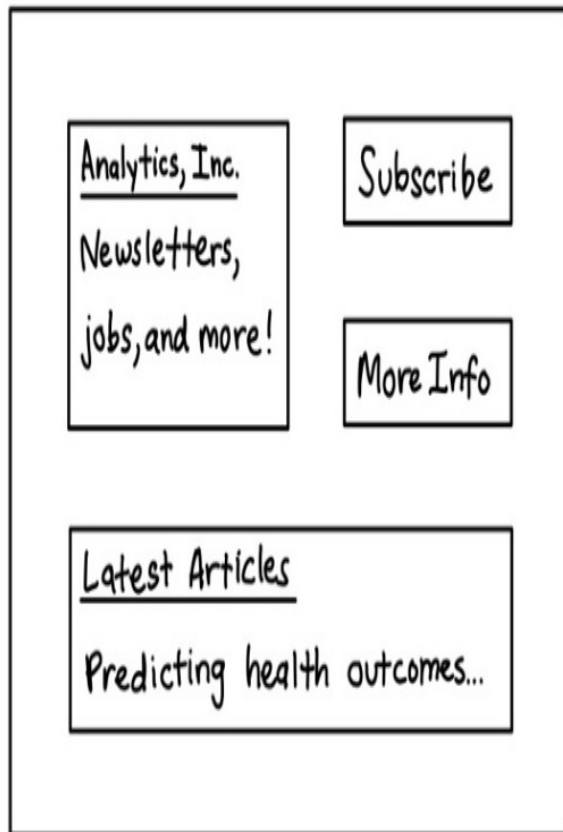 Analytics, Inc.
Newsletters,
jobs, and more!
Subscribe
More Info
Latest Articles
Predicting health outcomes...